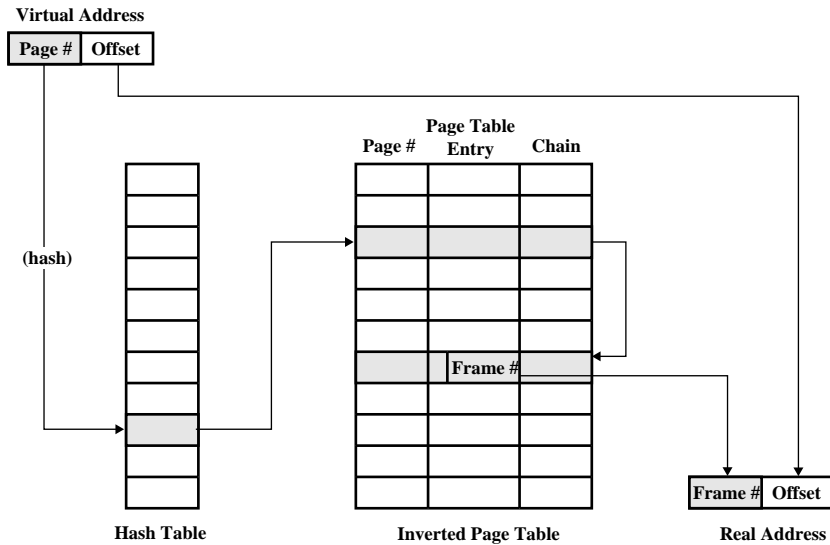 Virtual Address
Page # Offset
Page Table
Page # Entry Chain
(hash)
Frame #
Frame # Offset
Hash Table Inverted Page Table Real Address